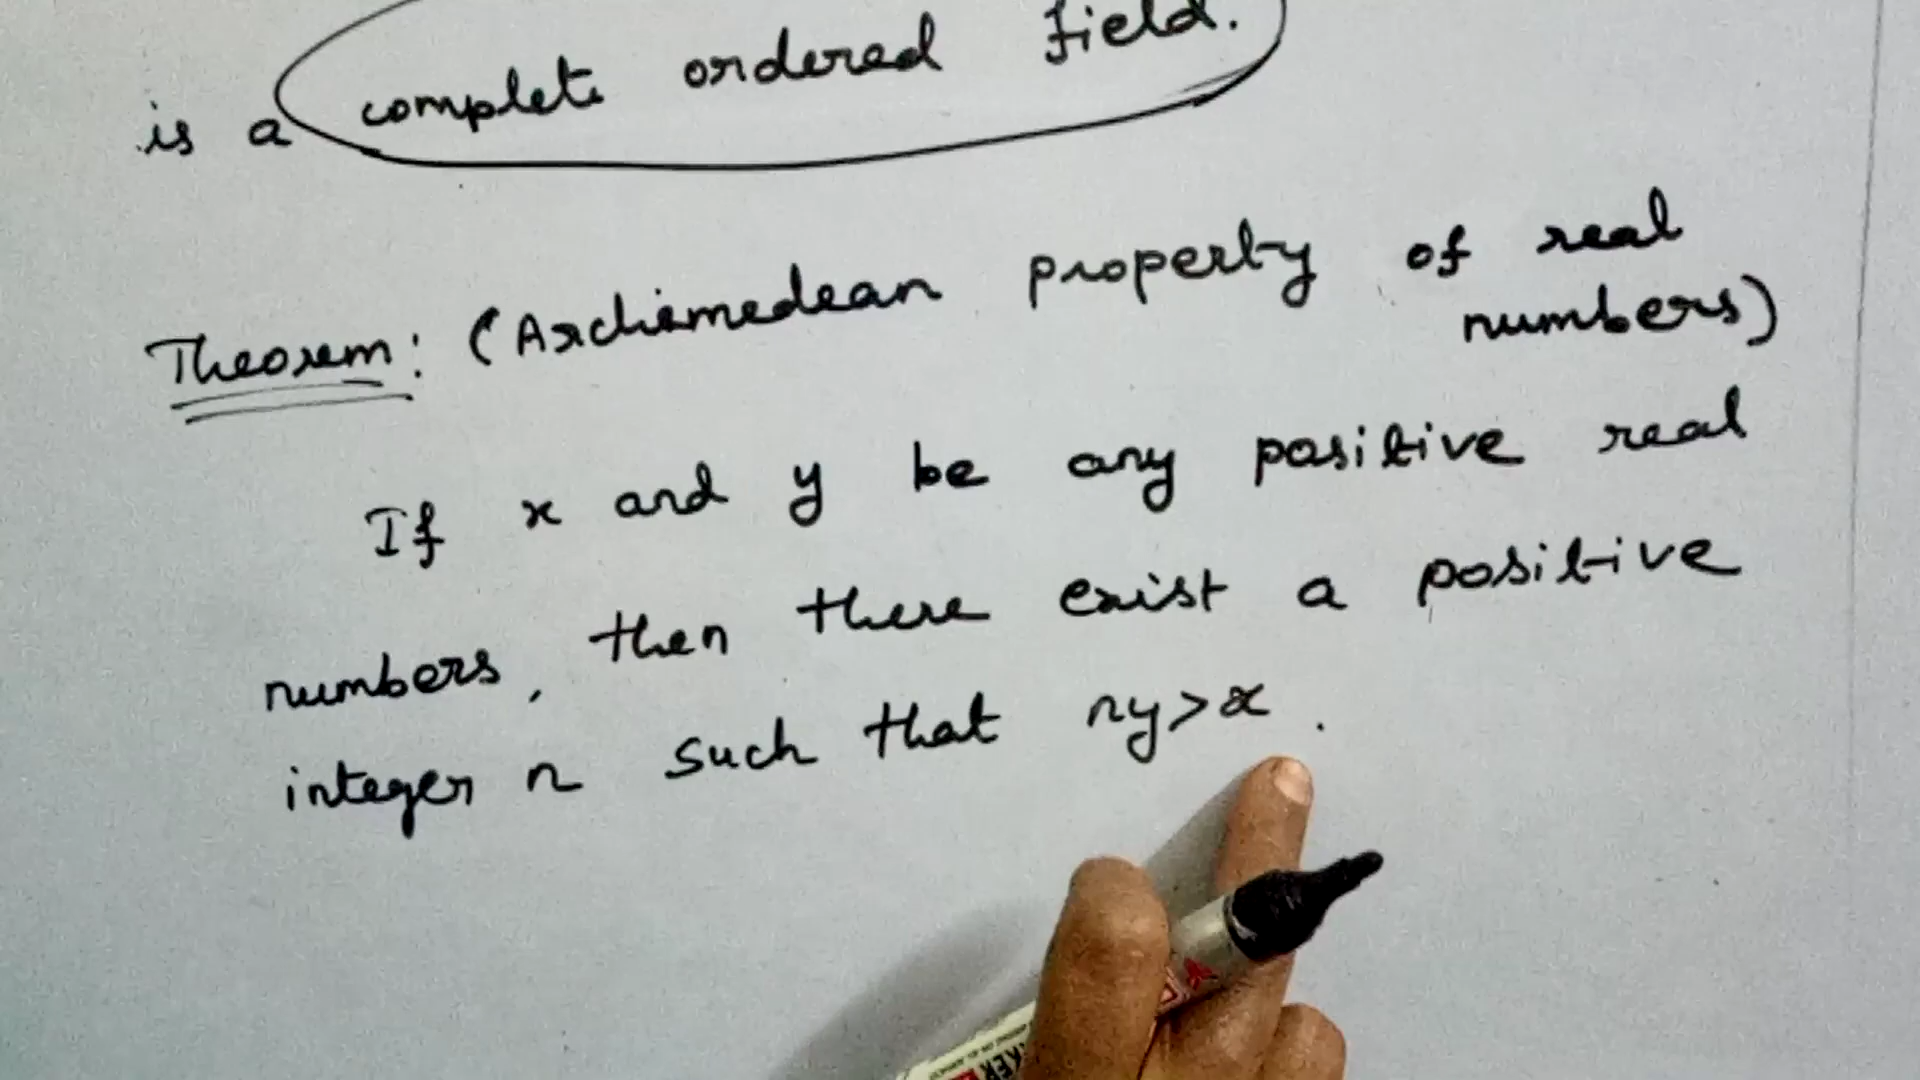 is a complete ordered field.
Theorem: (Archimedean property of real
numbers)
If x and y be any positive real
numbers, then there exist a positive
integer n such that ny>x .